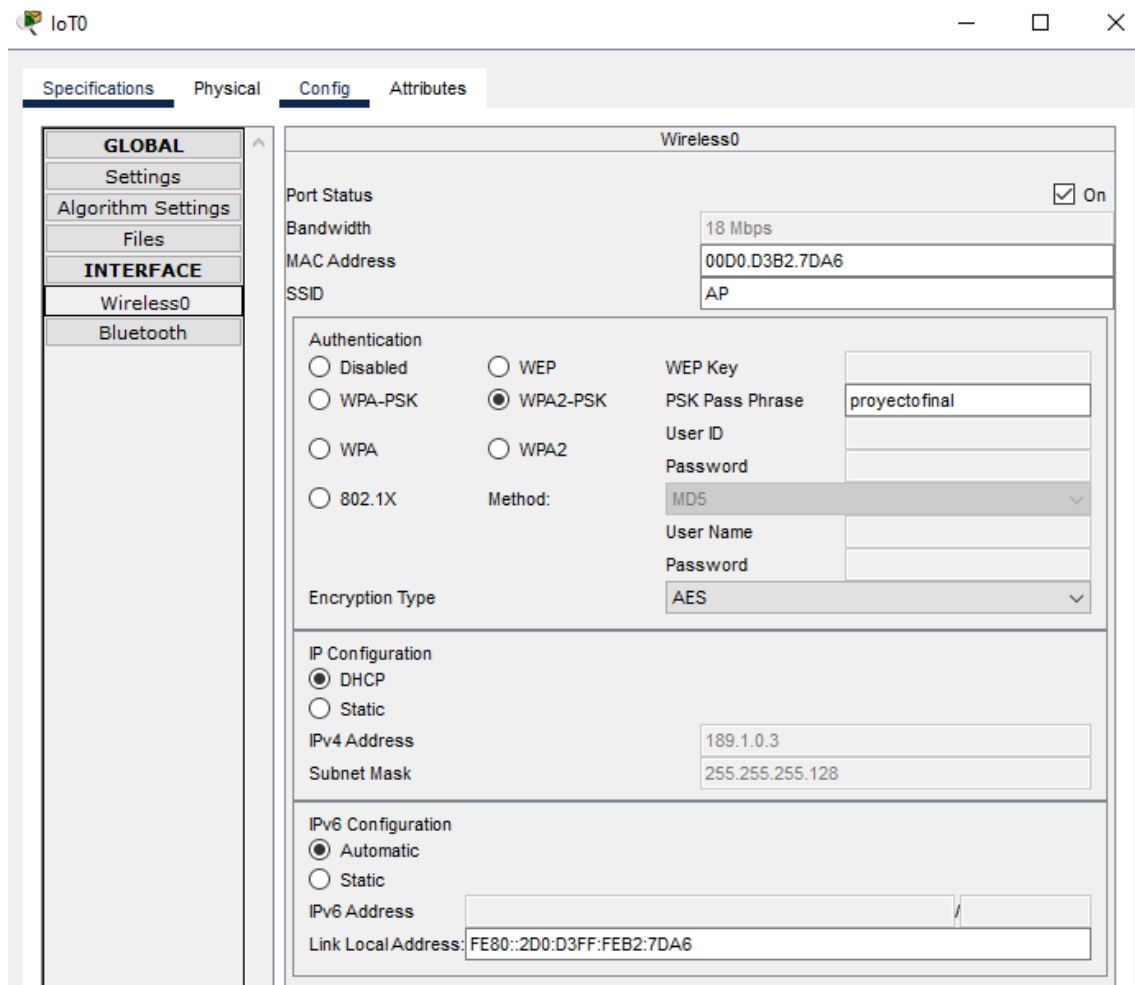 IoT0
Specifications Physical Config Attributes
GLOBAL
Settings
Algorithm Settings
Files
INTERFACE
Wireless0
Bluetooth
Wireless0
Port Status On
Bandwidth 18 Mbps
MAC Address 00D0.D3B2.7DA6
SSID AP
Authentication
Disabled WEP WEP Key
WPA-PSK WPA2-PSK PSK Pass Phrase proyectofinal
User ID
WPA WPA2
Password
802.1X Method: MD5
User Name
Password
Encryption Type AES
IP Configuration
DHCP
Static
IPv4 Address 189.1.0.3
Subnet Mask 255.255.255.128
IPv6 Configuration
Automatic
Static
IPv6 Address /
Link Local Address: FE80::2D0:D3FF:FEB2:7DA6